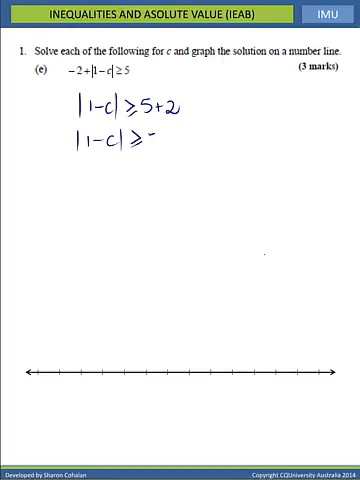 INEQUALITIES AND ASOLUTE VALUE (IEAB) IMU
1. Solve each of the following for c and graph the solution on a number line.
(e) −2+|1−c|≥5 (3 marks)
|1−c| ≥ 5+2
|1−c| ≥
Developed by Sharon Cohalan Copyright CQUniversity Australia 2014